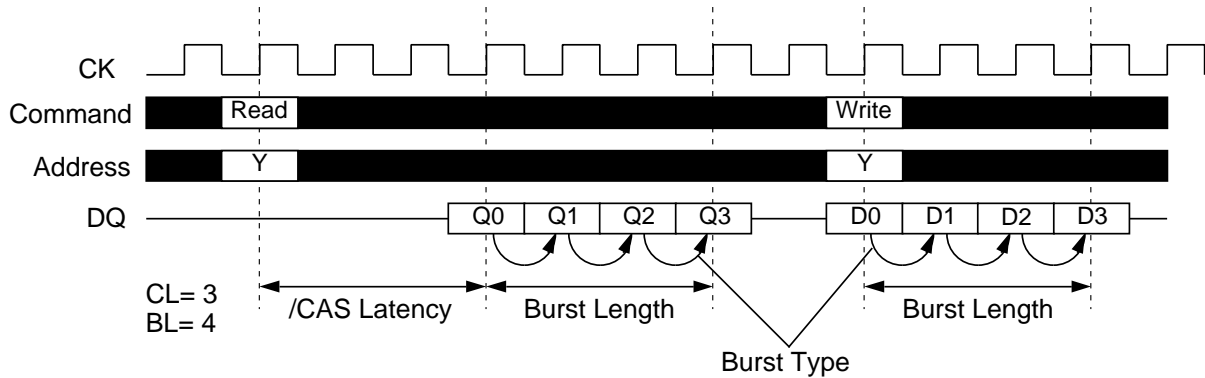 CK
Command Read Write
Address Y Y
DQ Q0 Q1 Q2 Q3 D0 D1 D2 D3
CL= 3 /CAS Latency Burst Length Burst Length
BL= 4
Burst Type